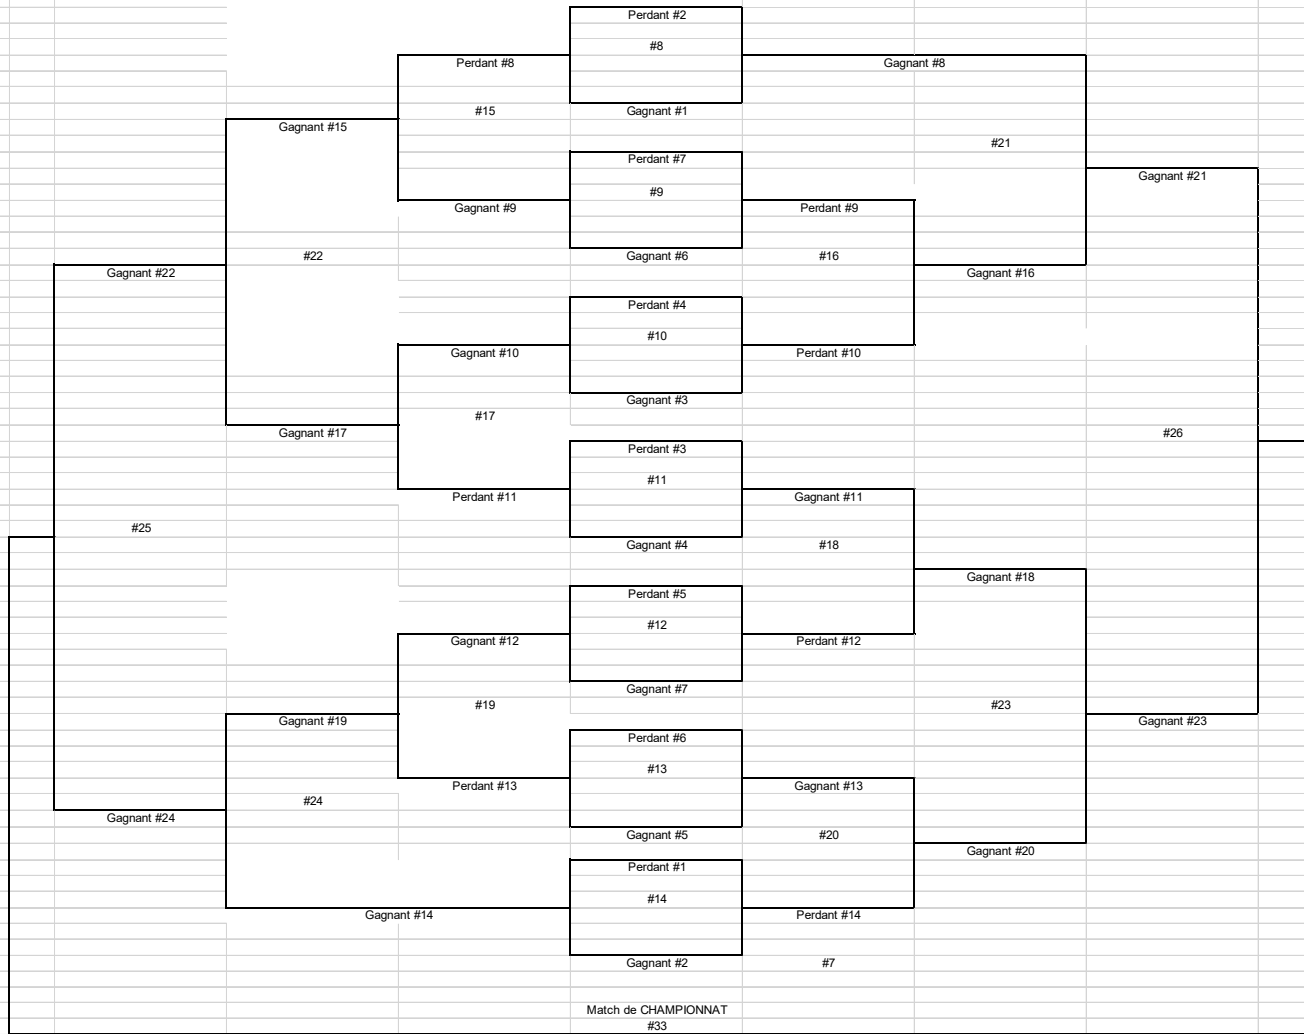 Perdant #2
#8
Perdant #8
Gagnant #8
#15
Gagnant #1
Gagnant #15
#21
Perdant #7
Gagnant #21
#9
Gagnant #9
Perdant #9
#22
Gagnant #6
#16
Gagnant #22
Gagnant #16
Perdant #4
#10
Gagnant #10
Perdant #10
Gagnant #3
#17
Gagnant #17
#26
Perdant #3
#11
Perdant #11
Gagnant #11
#25
Gagnant #4
#18
Gagnant #18
Perdant #5
#12
Gagnant #12
Perdant #12
Gagnant #7
#19
#23
Gagnant #19
Gagnant #23
Perdant #6
#13
Perdant #13
Gagnant #13
#24
Gagnant #24
Gagnant #5
#20
Gagnant #20
Perdant #1
#14
Gagnant #14
Perdant #14
Gagnant #2
#7
Match de CHAMPIONNAT
#33